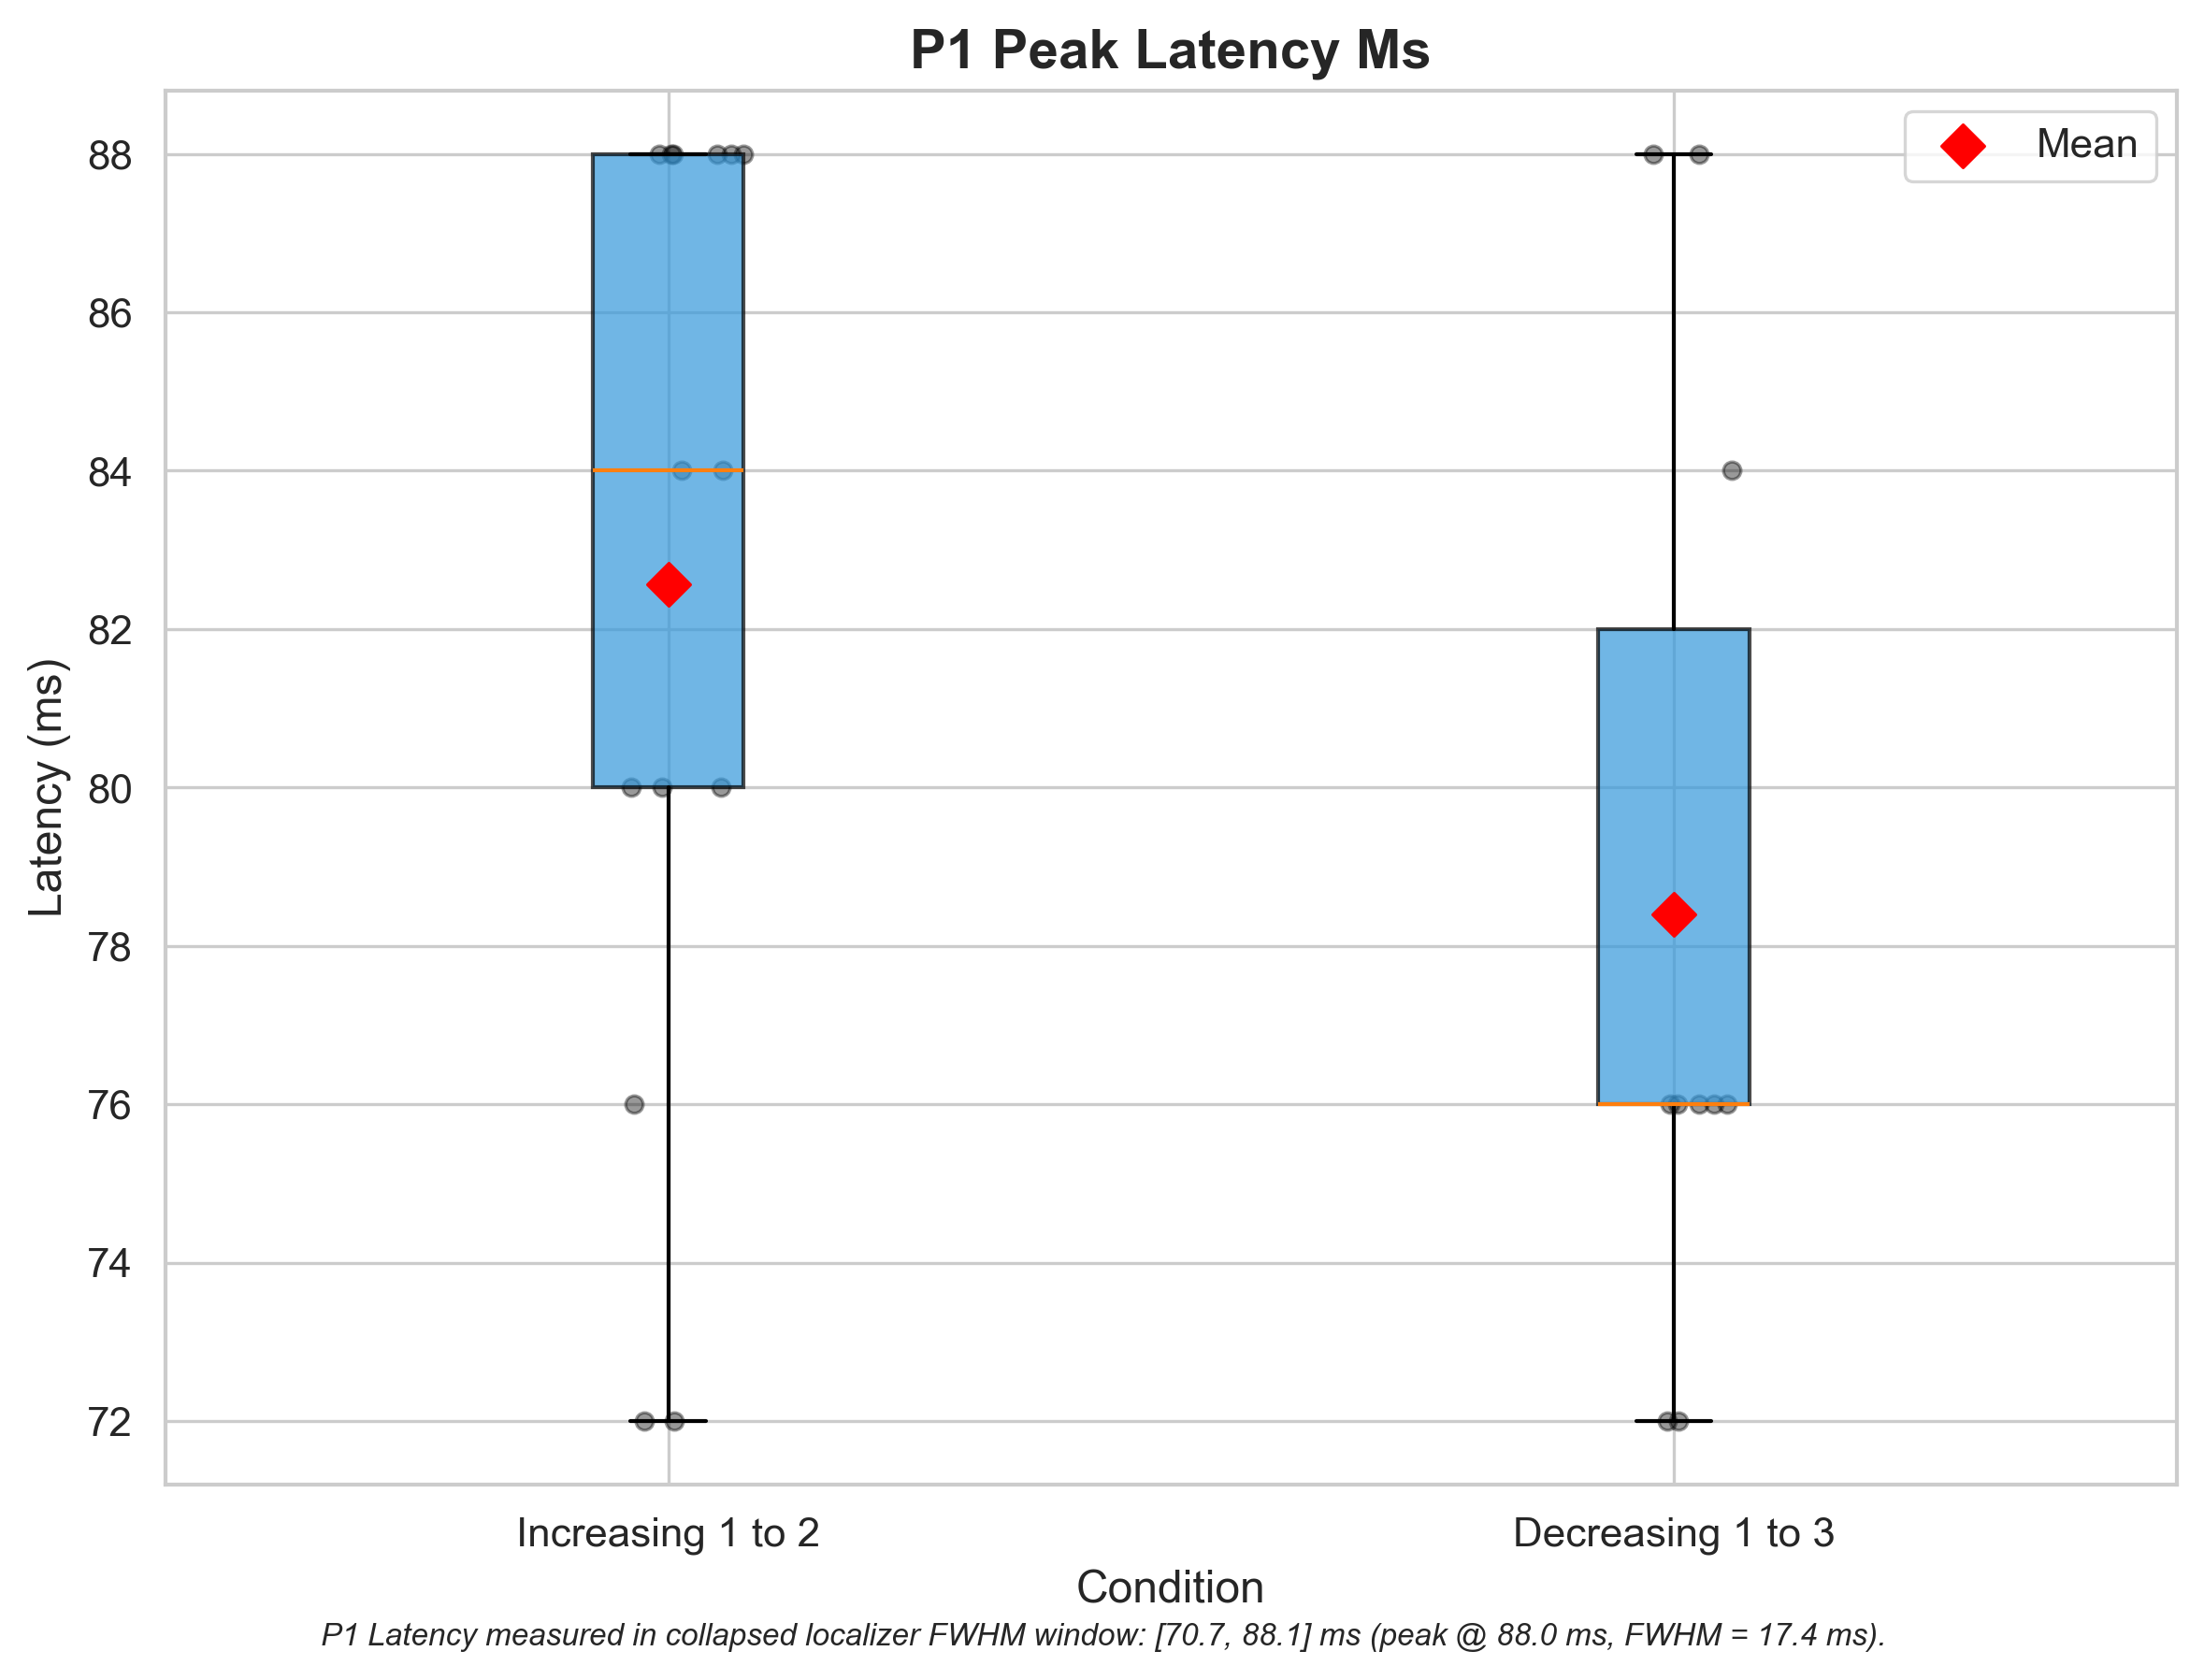 P1 Peak Latency Ms
Mean
88
86
84
82
80
78
76
74
72
Latency (ms)
Increasing 1 to 2
Decreasing 1 to 3
Condition
P1 Latency measured in collapsed localizer FWHM window: [70.7, 88.1] ms (peak @ 88.0 ms, FWHM = 17.4 ms).